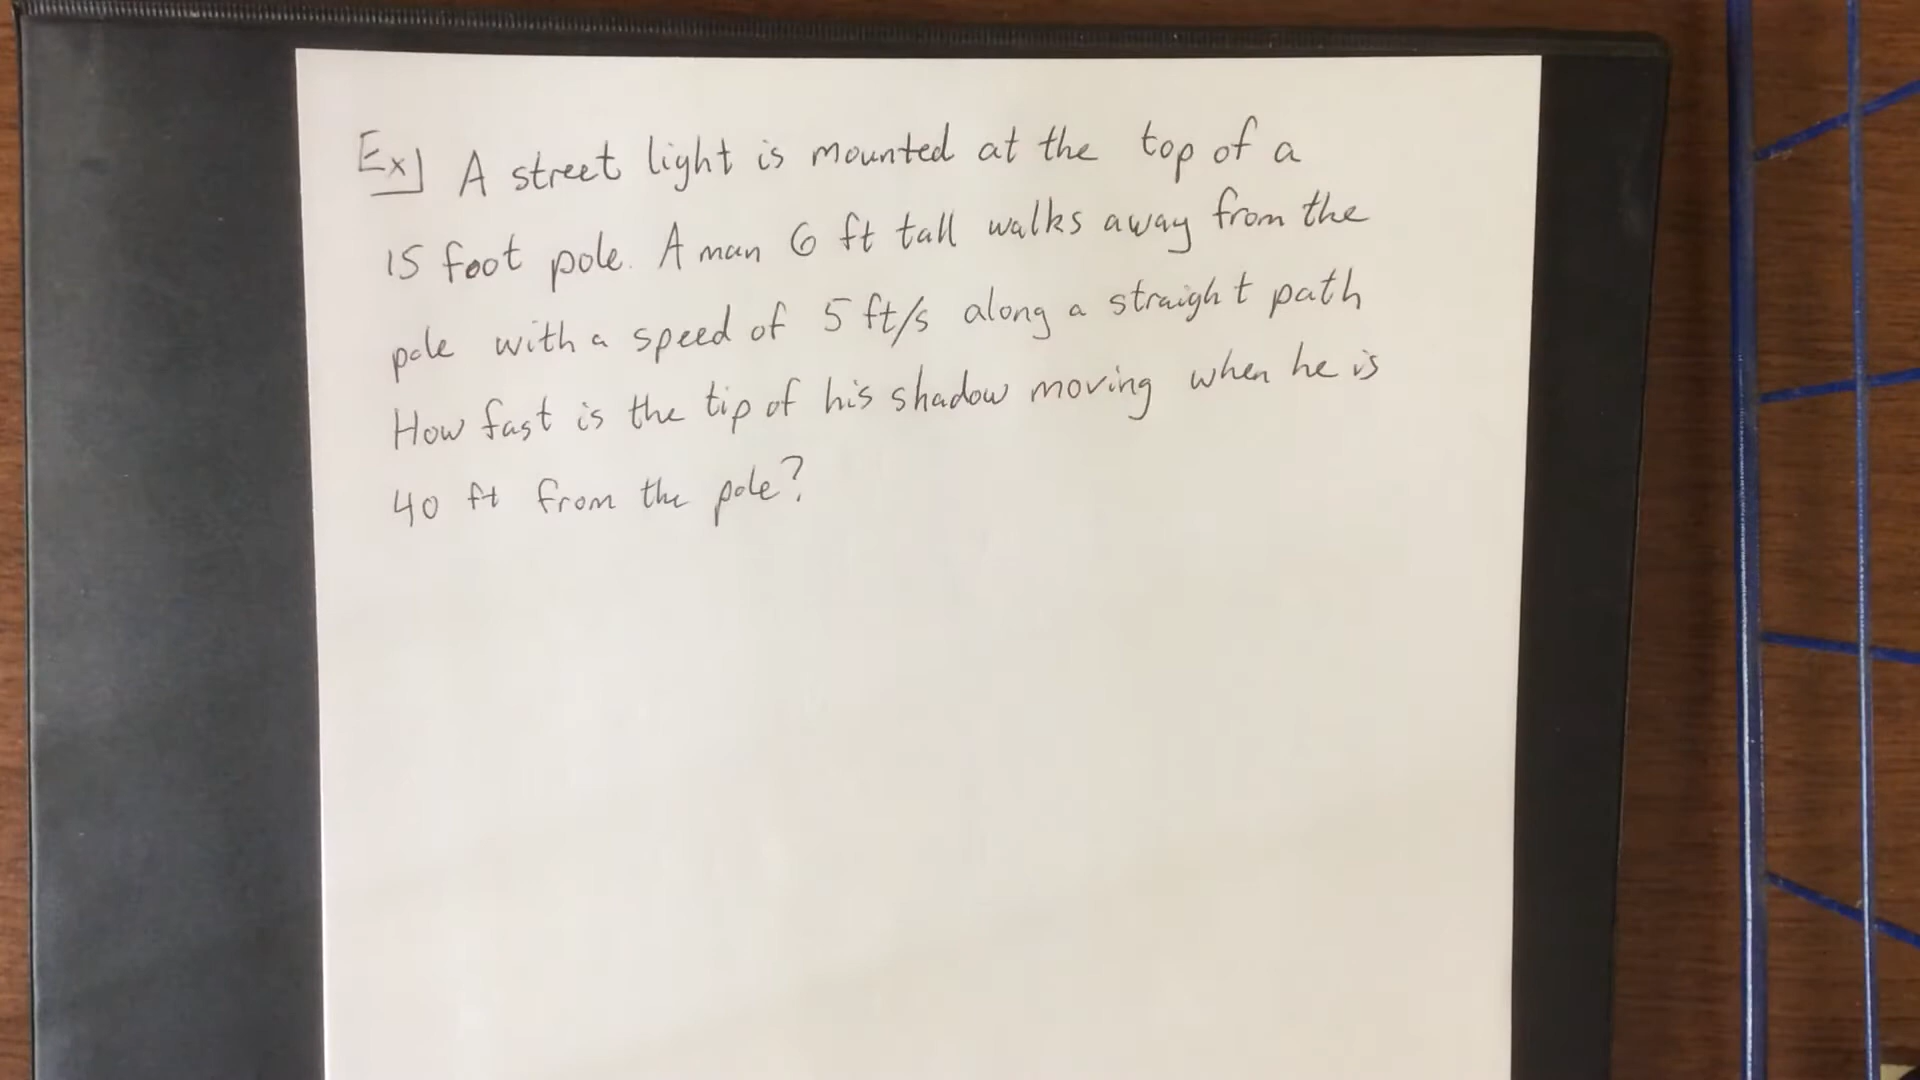 Ex] A street light is mounted at the top of a
15 foot pole. A man 6 ft tall walks away from the
pole with a speed of 5 ft/s along a straight path
How fast is the tip of his shadow moving when he is
40 ft from the pole?